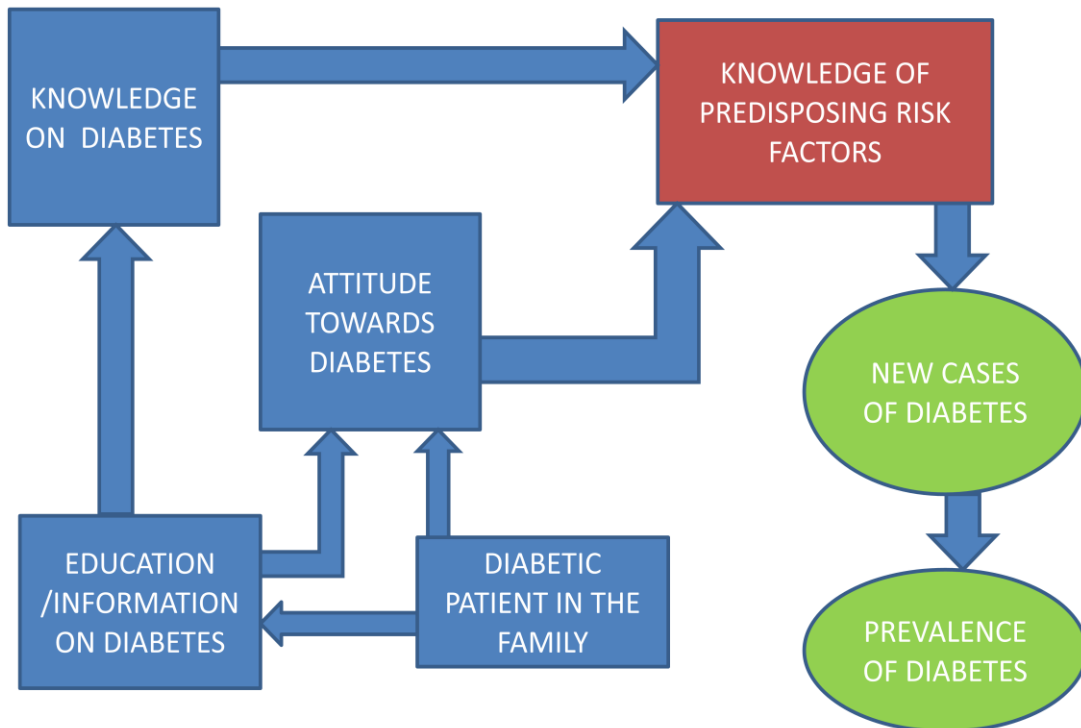 KNOWLEDGE
ON DIABETES
KNOWLEDGE OF
PREDISPOSING RISK
FACTORS
ATTITUDE
TOWARDS
DIABETES
NEW CASES
OF DIABETES
EDUCATION
/INFORMATION
ON DIABETES
DIABETIC
PATIENT IN THE
FAMILY
PREVALENCE
OF DIABETES